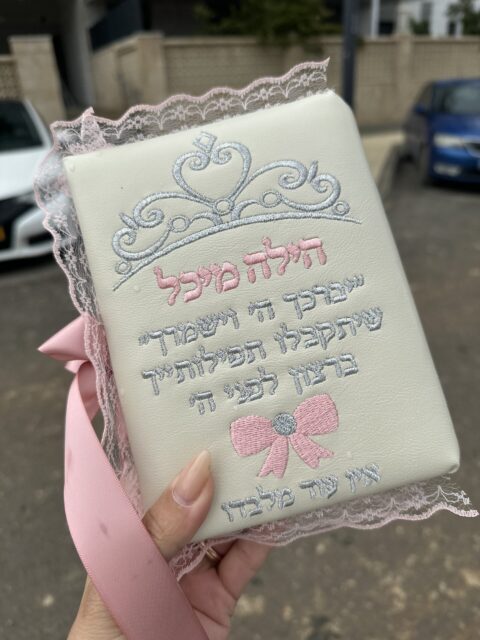 הילה מיכל
"יברכך ה' וישמרך"
שיתקבלו תפילותייך
ברצון לפני ה'
אין עוד מלבדו